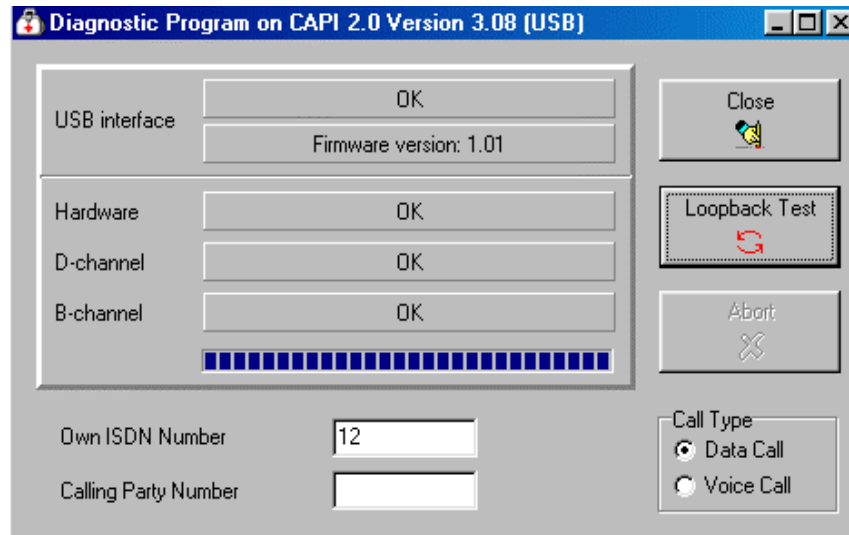 Diagnostic Program on CAPI 2.0 Version 3.08 (USB)
USB interface
OK
Firmware version: 1.01
Hardware
OK
D-channel
OK
B-channel
OK
Own ISDN Number
12
Calling Party Number
Close
Loopback Test
Abort
Call Type
Data Call
Voice Call